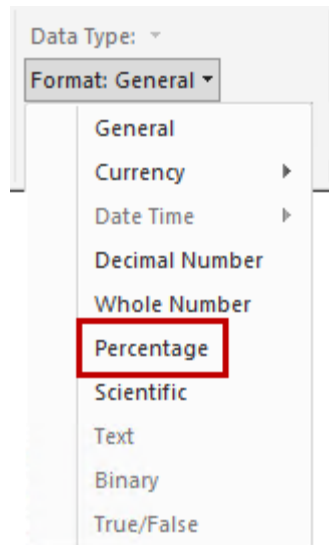 Data Type:
Format: General
General
Currency
Date Time
Decimal Number
Whole Number
Percentage
Scientific
Text
Binary
True/False